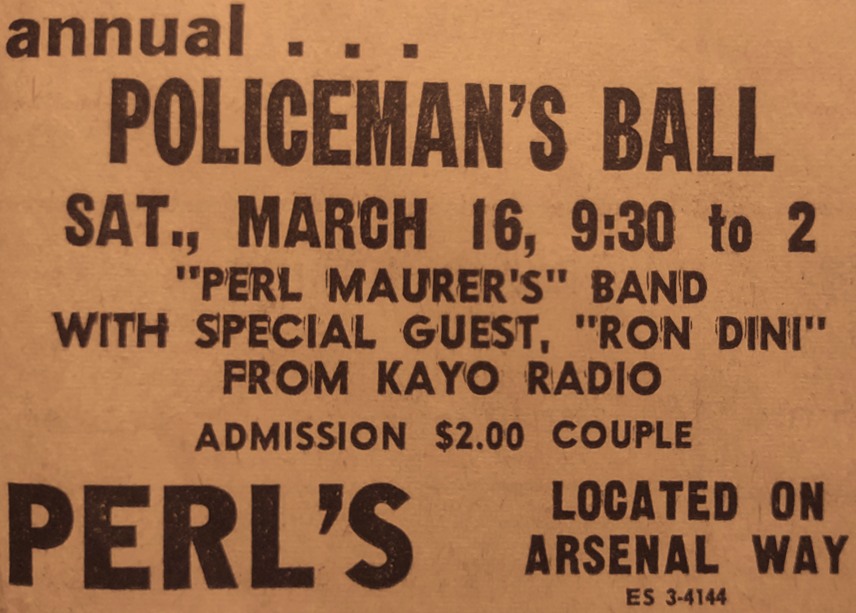 annual . . .
POLICEMAN'S BALL
SAT., MARCH 16, 9:30 to 2
"PERL MAURER'S" BAND
WITH SPECIAL GUEST, "RON DINI"
FROM KAYO RADIO
ADMISSION $2.00 COUPLE
PERL'S
LOCATED ON
ARSENAL WAY
ES 3-4144